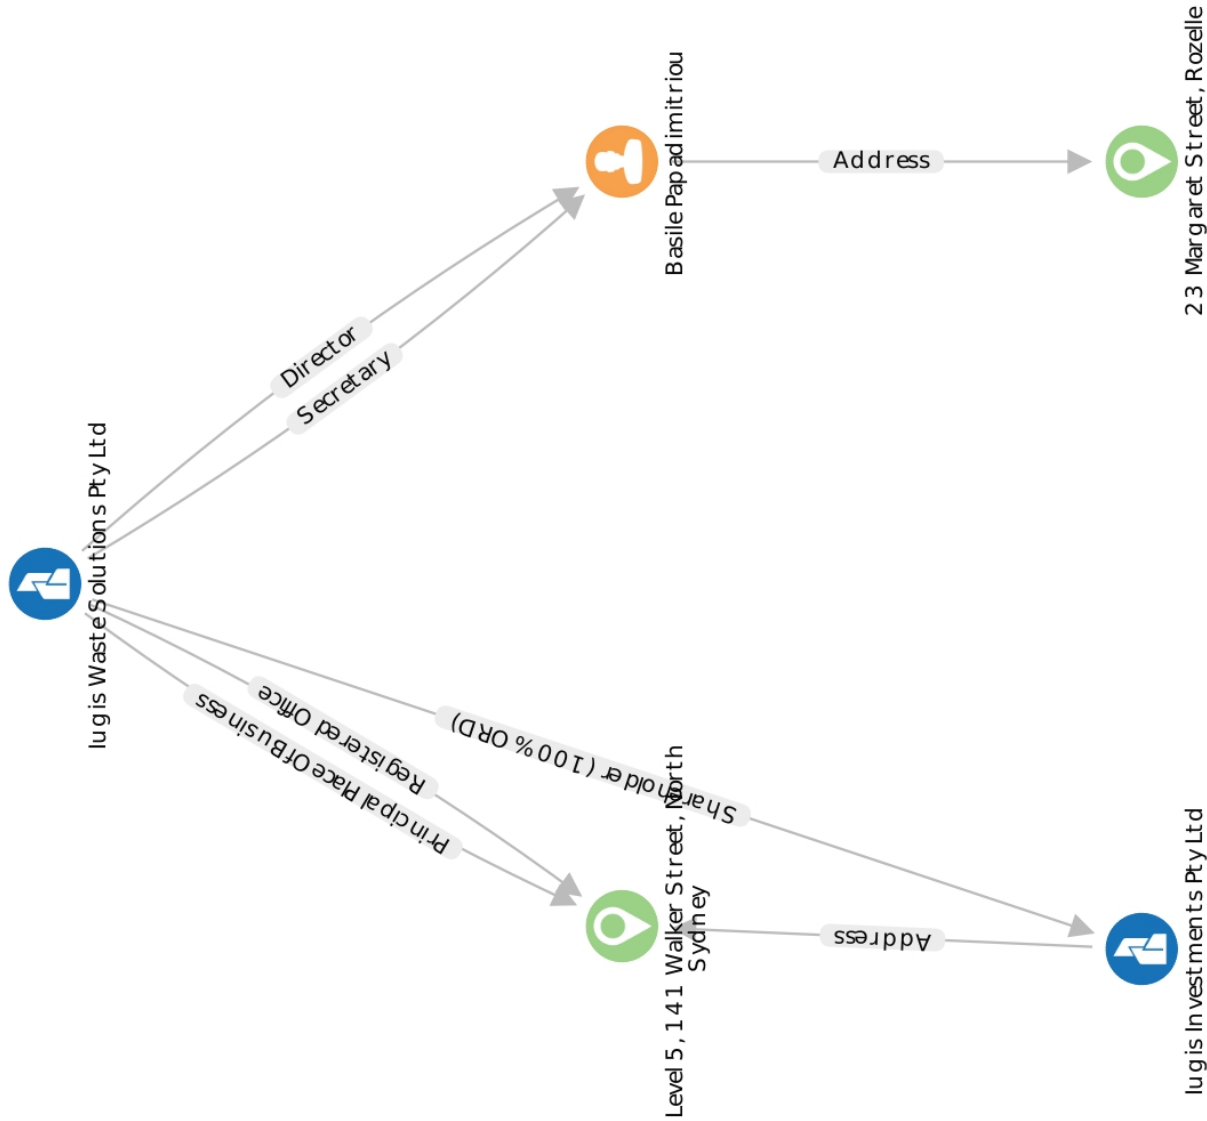 Iugis Waste Solutions Pty Ltd
Principal Place Of Business
Registered Office
Shareholder (100% ORD)
Secretary
Director
Level 5, 141 Walker Street, North
Sydney
Basile Papadimitriou
Address
Address
Iugis Investments Pty Ltd
23 Margaret Street, Rozelle